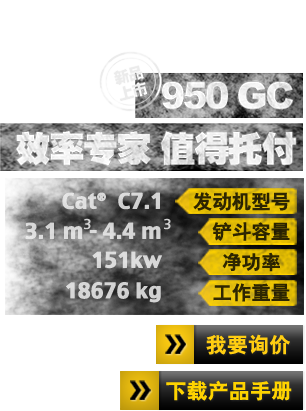 新品
上市
950 GC
效率专家 值得托付
Cat® C7.1 发动机型号
3.1 m³- 4.4 m³ 铲斗容量
151kw 净功率
18676 kg 工作重量
我要询价
下载产品手册